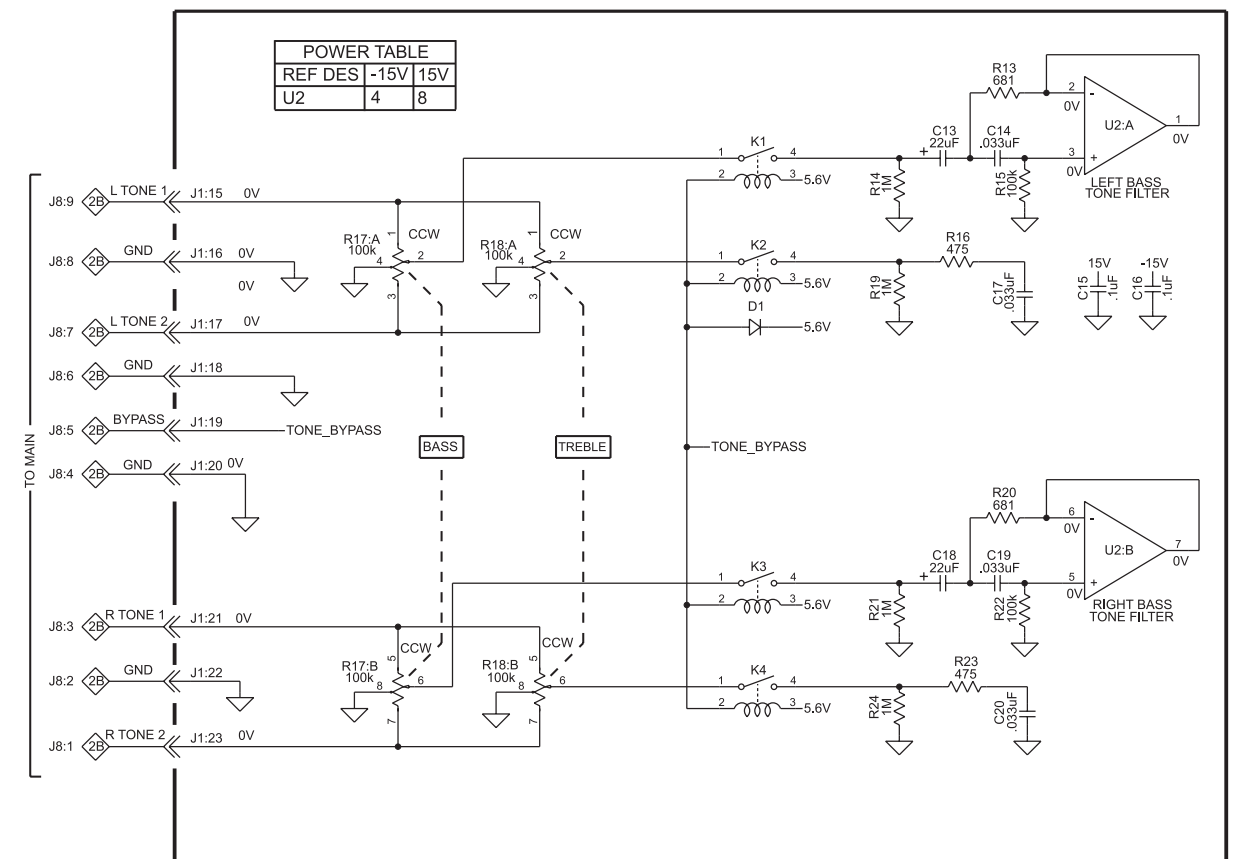 POWER TABLE
REF DES -15V 15V
U2 4 8
TO MAIN
J8:9 2B L TONE 1 J1:15 0V
J8:8 2B GND J1:16 0V
0V
J8:7 2B L TONE 2 J1:17 0V
J8:6 2B GND J1:18
J8:5 2B BYPASS J1:19 TONE_BYPASS
J8:4 2B GND J1:20 0V
J8:3 2B R TONE 1 J1:21 0V
J8:2 2B GND J1:22
J8:1 2B R TONE 2 J1:23 0V
R17:A
100k
1
CCW
4 2
3
R18:A
100k
1
CCW
4 2
3
BASS
TREBLE
R17:B
100k
5
CCW
8 6
7
R18:B
100k
5
CCW
8 6
7
K1
1 4
2 3 5.6V
K2
1 4
2 3 5.6V
D1
5.6V
TONE_BYPASS
K3
1 4
2 3 5.6V
K4
1 4
2 3 5.6V
R14
1M
C13
+ 22uF
C14
.033uF
R13
681
R15
100k
2 -
0V
U2:A
1
0V
3 +
0V
LEFT BASS
TONE FILTER
R19
1M
R16
475
C17
.033uF
15V
C15
.1uF
-15V
C16
.1uF
R21
1M
C18
+ 22uF
C19
.033uF
R20
681
R22
100k
6 -
0V
U2:B
7
0V
5 +
0V
RIGHT BASS
TONE FILTER
R24
1M
R23
475
C20
.033uF